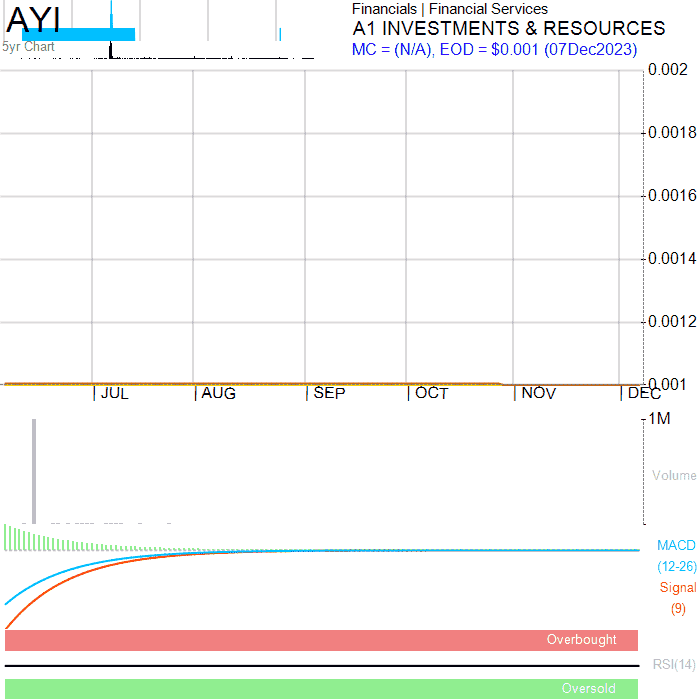 AYI
5yr Chart
Financials | Financial Services
A1 INVESTMENTS & RESOURCES
MC = (N/A), EOD = $0.001 (07Dec2023)
0.002
0.0018
0.0016
0.0014
0.0012
0.001
JUL AUG SEP OCT NOV DEC
1M
Volume
MACD
(12-26)
Signal
(9)
Overbought
RSI(14)
Oversold